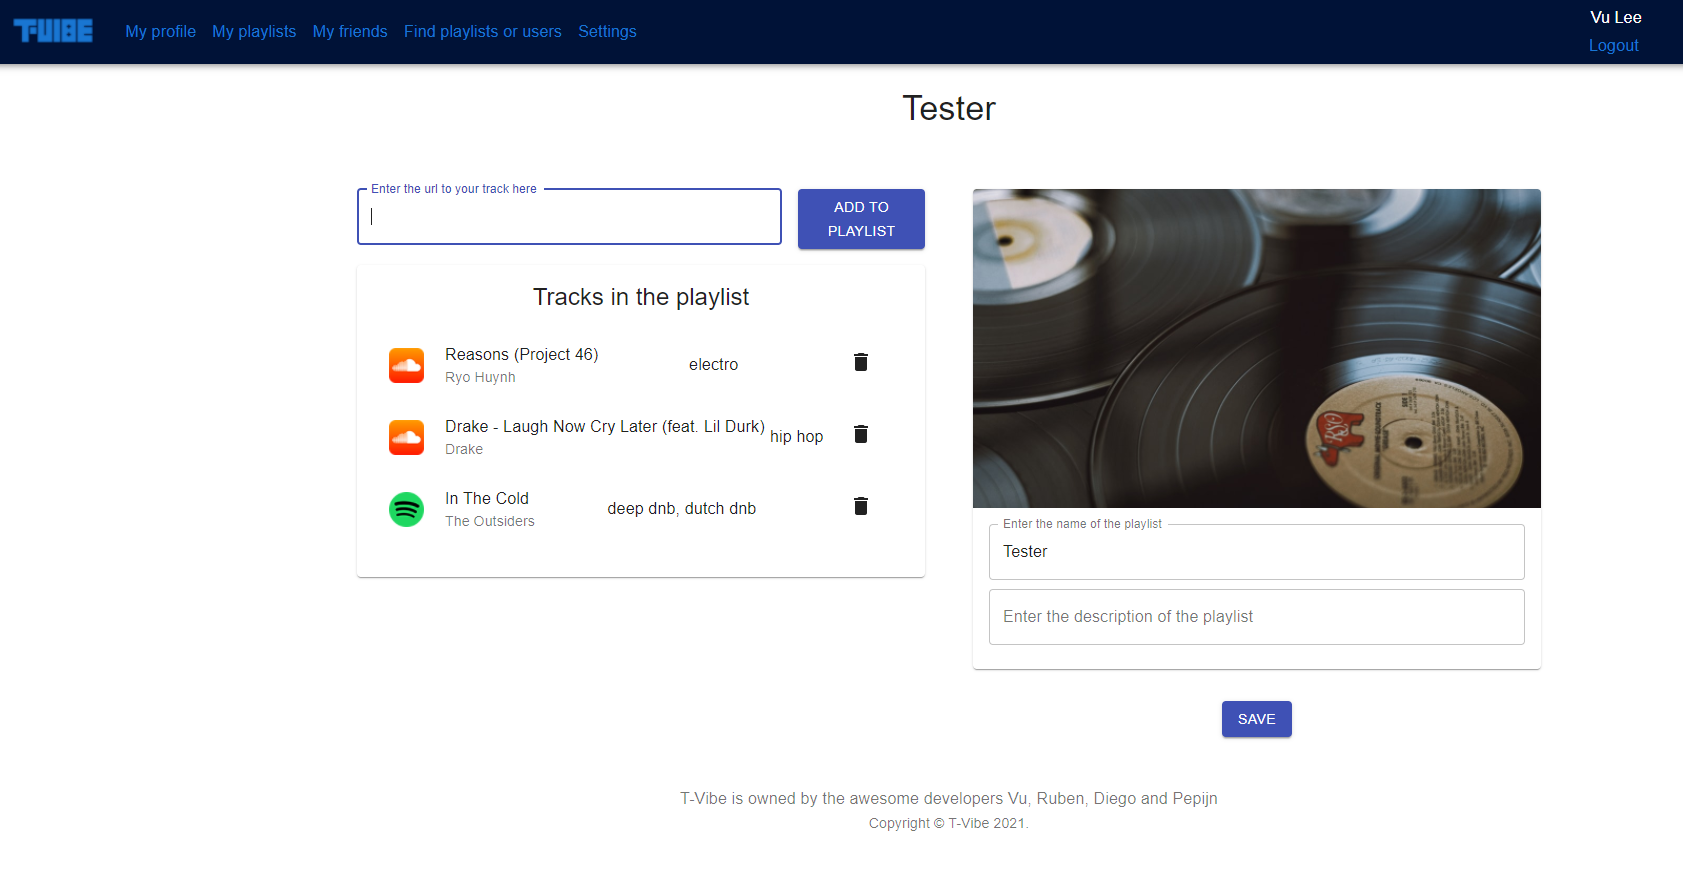 T-VIBE
My profile
My playlists
My friends
Find playlists or users
Settings
Vu Lee
Logout
Tester
Enter the url to your track here
ADD TO
PLAYLIST
Tracks in the playlist
Reasons (Project 46)
Ryo Huynh
electro
Drake - Laugh Now Cry Later (feat. Lil Durk)
Drake
hip hop
In The Cold
The Outsiders
deep dnb, dutch dnb
RSO
SIDE 1
Enter the name of the playlist
Tester
Enter the description of the playlist
SAVE
T-Vibe is owned by the awesome developers Vu, Ruben, Diego and Pepijn
Copyright © T-Vibe 2021.